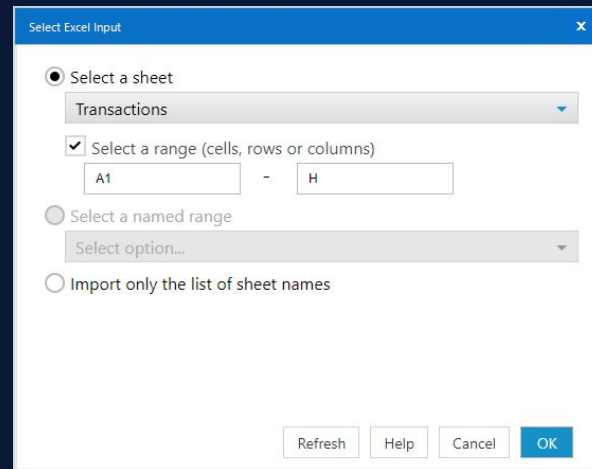 Select Excel Input x
Select a sheet
Transactions
Select a range (cells, rows or columns)
A1 - H
Select a named range
Select option...
Import only the list of sheet names
Refresh Help Cancel OK